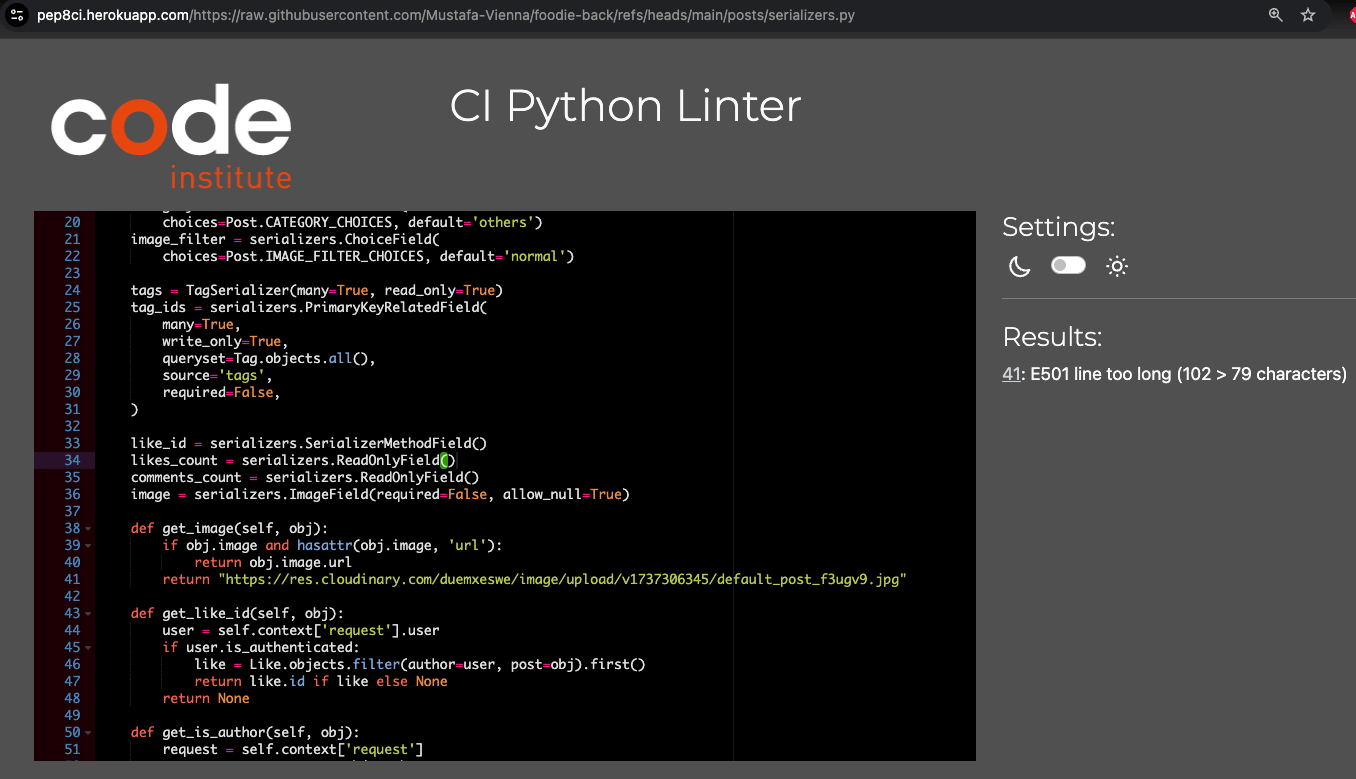 pep8ci.herokuapp.com/https://raw.githubusercontent.com/Mustafa-Vienna/foodie-back/refs/heads/main/posts/serializers.py
code
institute
CI Python Linter
20 choices=Post.CATEGORY_CHOICES, default='others')
21 image_filter = serializers.ChoiceField(
22 choices=Post.IMAGE_FILTER_CHOICES, default='normal')
23
24 tags = TagSerializer(many=True, read_only=True)
25 tag_ids = serializers.PrimaryKeyRelatedField(
26 many=True,
27 write_only=True,
28 queryset=Tag.objects.all(),
29 source='tags',
30 required=False,
31 )
32
33 like_id = serializers.SerializerMethodField()
34 likes_count = serializers.ReadOnlyField()
35 comments_count = serializers.ReadOnlyField()
36 image = serializers.ImageField(required=False, allow_null=True)
37
38 def get_image(self, obj):
39 if obj.image and hasattr(obj.image, 'url'):
40 return obj.image.url
41 return "https://res.cloudinary.com/duemxeswe/image/upload/v1737306345/default_post_f3ugv9.jpg"
42
43 def get_like_id(self, obj):
44 user = self.context['request'].user
45 if user.is_authenticated:
46 like = Like.objects.filter(author=user, post=obj).first()
47 return like.id if like else None
48 return None
49
50 def get_is_author(self, obj):
51 request = self.context['request']
Settings:
Results:
41: E501 line too long (102 > 79 characters)